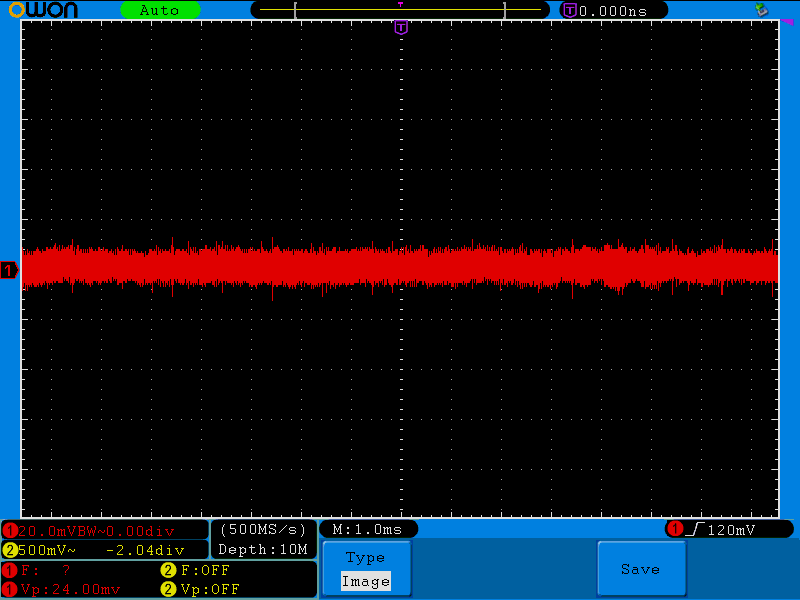 OWON Auto T 0.000ns
T
1
1 20.0mVBW~0.00div (500MS/s) M:1.0ms 1 120mV
2 500mV~ -2.04div Depth:10M
1 F: ? 2 F:OFF Type Save
1 Vp:24.00mv 2 Vp:OFF Image